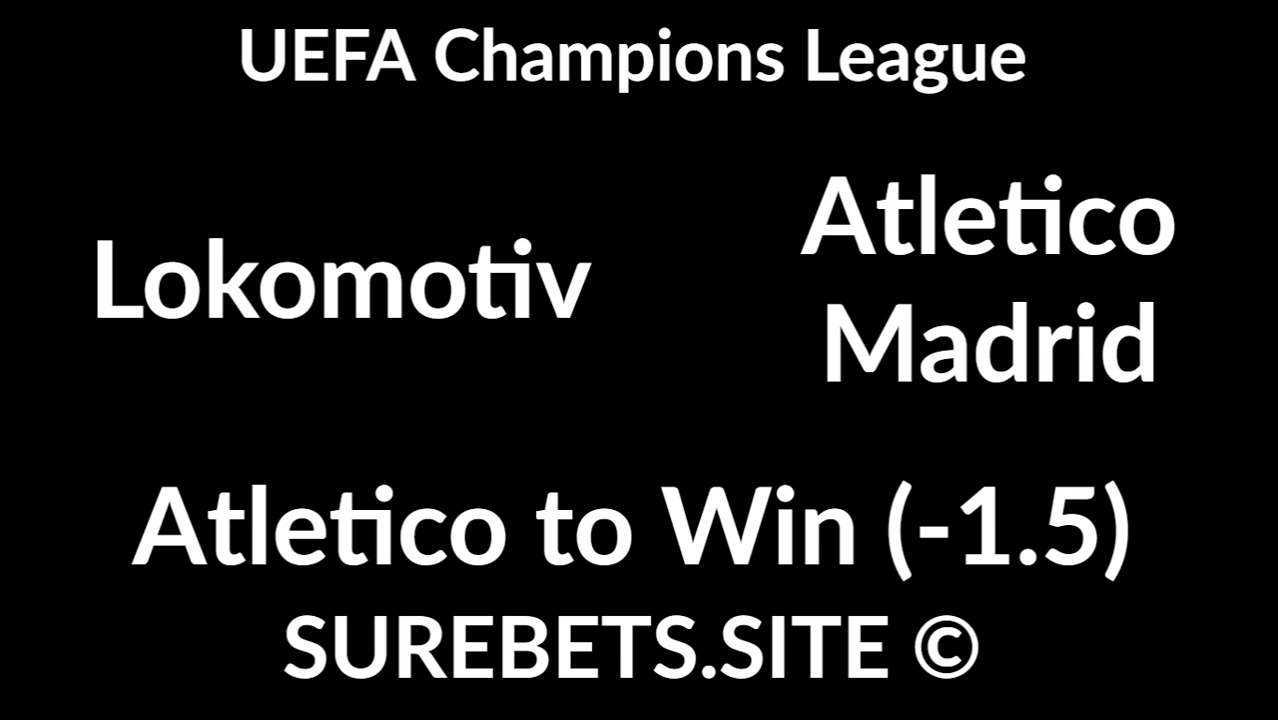 UEFA Champions League
Lokomotiv
Atletico
Madrid
Atletico to Win (-1.5)
SUREBETS.SITE ©